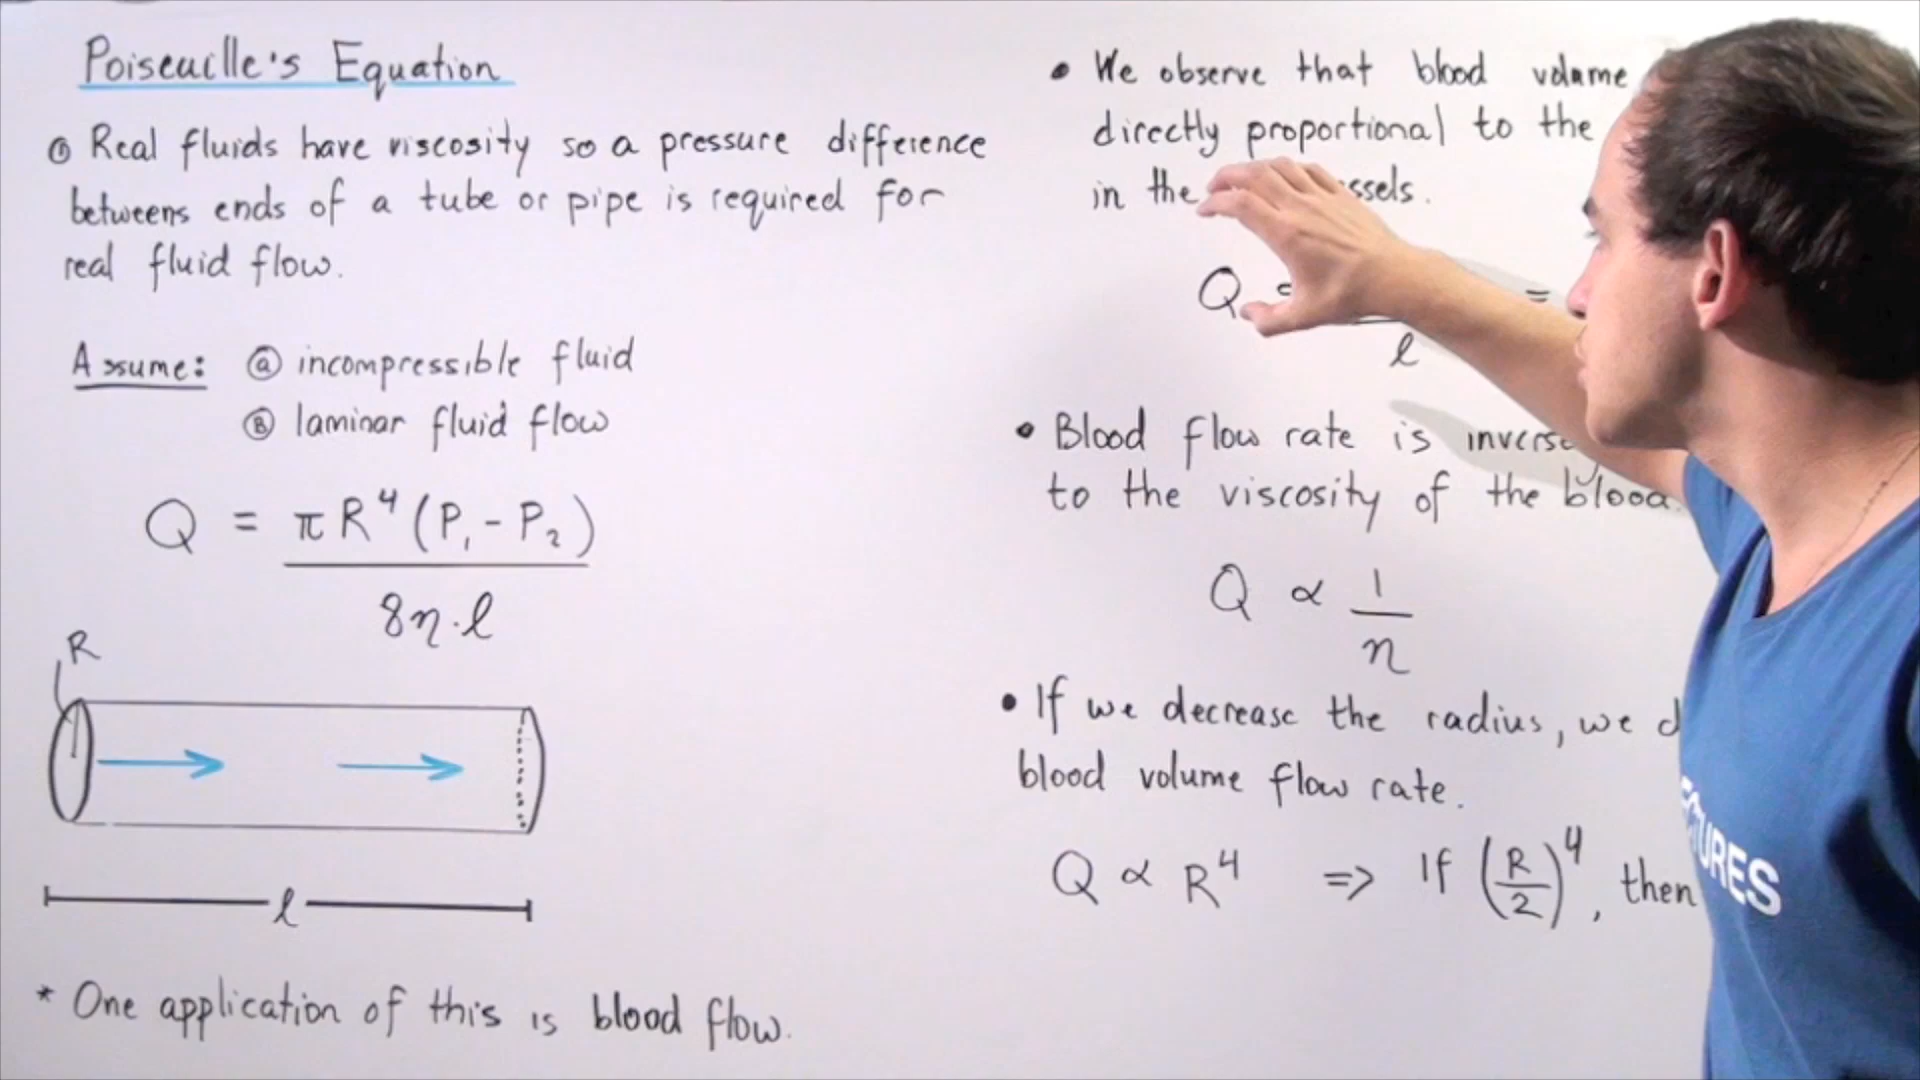 Poiseuille's Equation
Real fluids have viscosity so a pressure difference
betweens ends of a tube or pipe is required for
real fluid flow.
Assume: ⓐ incompressible fluid
Ⓑ laminar fluid flow
Q = πR⁴(P₁ - P₂)
8η·l
R
l
* One application of this is blood flow.
• We observe that blood volume
directly proportional to the
in the
Q =
l
• Blood flow rate is
to the viscosity of the blood.
Q ∝ 1
η
• If we decrease the radius, we
blood volume flow rate.
Q ∝ R⁴ => If (R/2)⁴, then